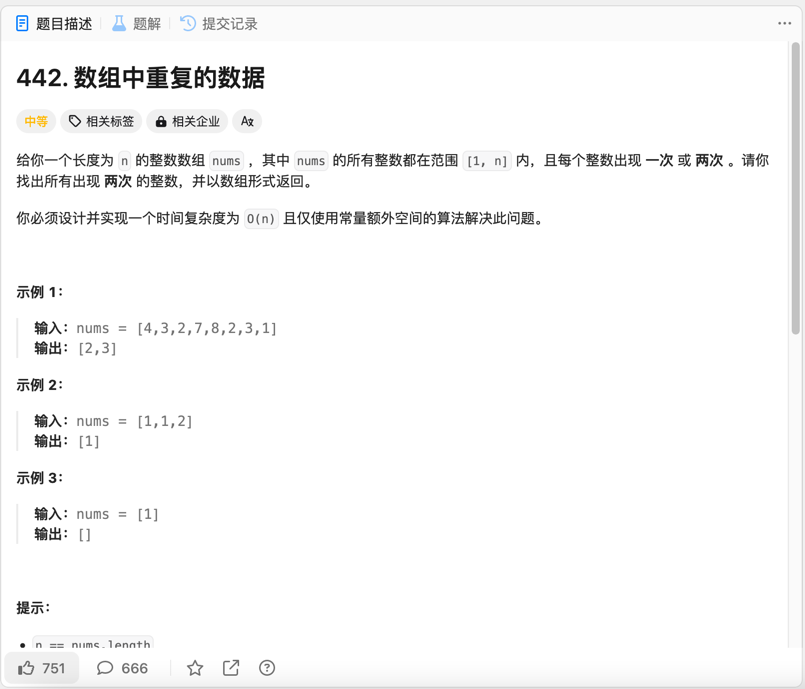 题目描述 题解 提交记录
442. 数组中重复的数据
中等 相关标签 相关企业
给你一个长度为 n 的整数数组 nums ，其中 nums 的所有整数都在范围 [1, n] 内，且每个整数出现 一次 或 两次 。请你
找出所有出现 两次 的整数，并以数组形式返回。
你必须设计并实现一个时间复杂度为 O(n) 且仅使用常量额外空间的算法解决此问题。
示例 1：
输入：nums = [4,3,2,7,8,2,3,1]
输出：[2,3]
示例 2：
输入：nums = [1,1,2]
输出：[1]
示例 3：
输入：nums = [1]
输出：[]
提示：
n == nums.length
751 666